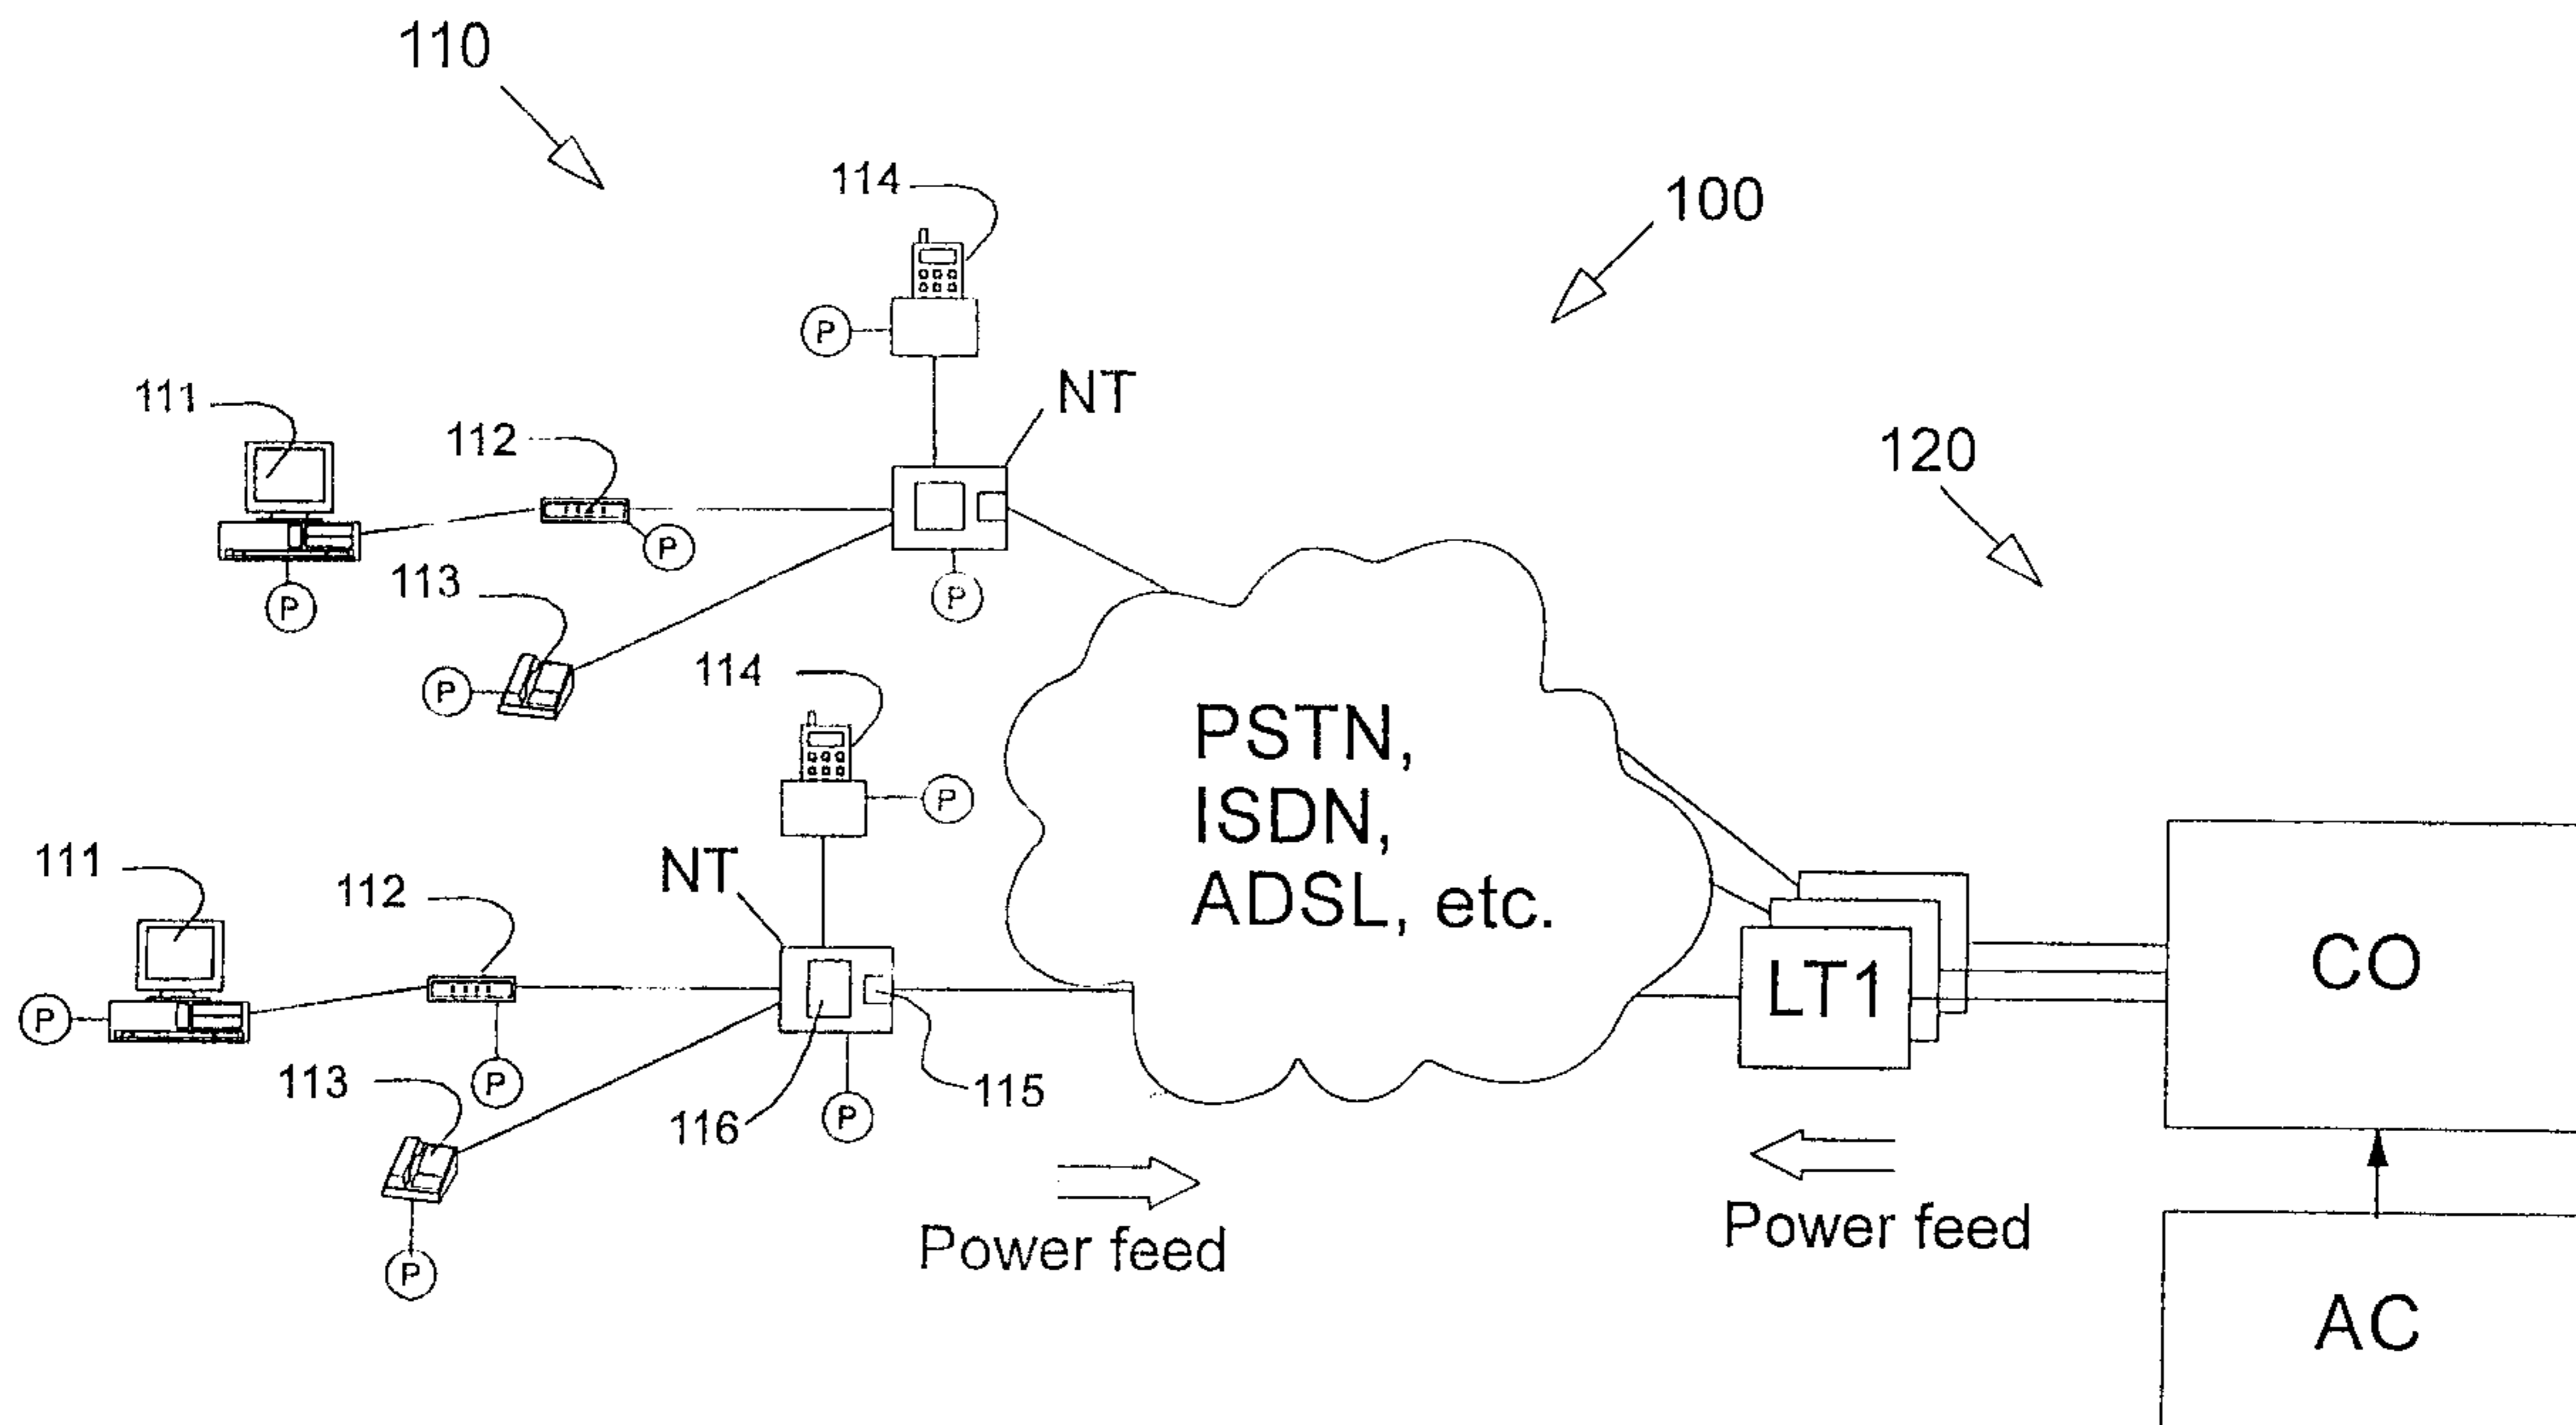 110
114
100
P
NT
111
112
120
P
113
P
P
P
114
PSTN,
ISDN,
ADSL, etc.
P
NT
111
112
CO
LT1
P
P
113
115
116
P
Power feed
Power feed
P
AC